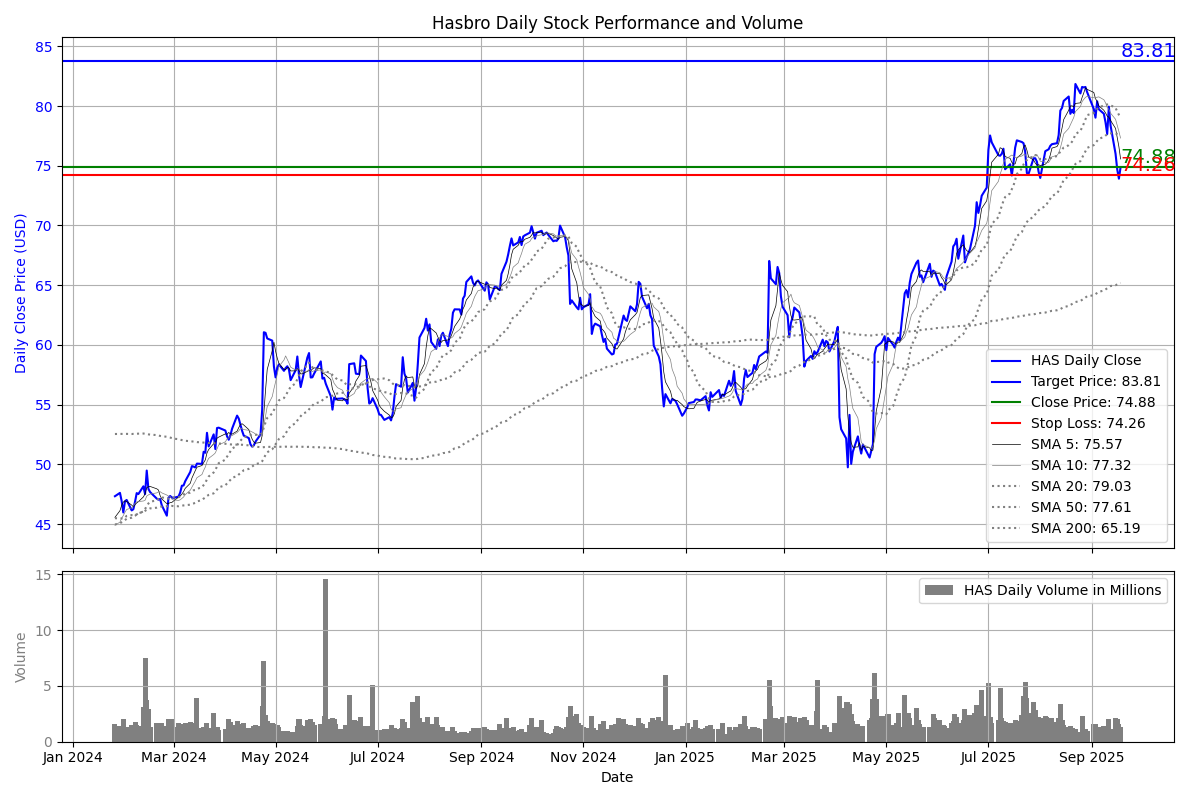 Hasbro Daily Stock Performance and Volume
Daily Close Price (USD)
85
80
75
70
65
60
55
50
45
83.81
74.88
74.26
HAS Daily Close
Target Price: 83.81
Close Price: 74.88
Stop Loss: 74.26
SMA 5: 75.57
SMA 10: 77.32
SMA 20: 79.03
SMA 50: 77.61
SMA 200: 65.19
Volume
15
10
5
0
HAS Daily Volume in Millions
Jan 2024 Mar 2024 May 2024 Jul 2024 Sep 2024 Nov 2024 Jan 2025 Mar 2025 May 2025 Jul 2025 Sep 2025
Date